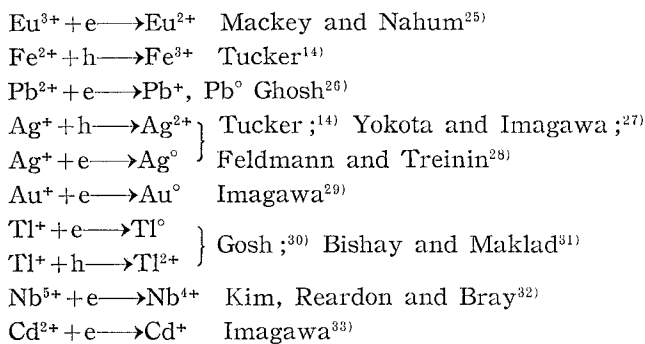 Eu³⁺+e⟶Eu²⁺ Mackey and Nahum²⁵⁾
Fe²⁺+h⟶Fe³⁺ Tucker¹⁴⁾
Pb²⁺+e⟶Pb⁺, Pb° Ghosh²⁶⁾
Ag⁺+h⟶Ag²⁺ Tucker;¹⁴⁾ Yokota and Imagawa;²⁷⁾
Ag⁺+e⟶Ag° Feldmann and Treinin²⁸⁾
Au⁺+e⟶Au° Imagawa²⁹⁾
Tl⁺+e⟶Tl°
} Gosh;³⁰⁾ Bishay and Maklad³¹⁾
Tl⁺+h⟶Tl²⁺
Nb⁵⁺+e⟶Nb⁴⁺ Kim, Reardon and Bray³²⁾
Cd²⁺+e⟶Cd⁺ Imagawa³³⁾